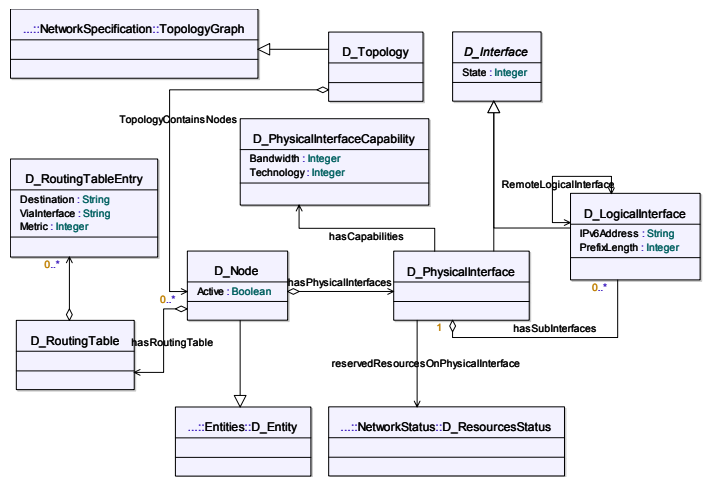 ...::NetworkSpecification::TopologyGraph
D_Topology
D_Interface
State : Integer
TopologyContainsNodes
D_PhysicalInterfaceCapability
Bandwidth : Integer
Technology : Integer
D_RoutingTableEntry
Destination : String
ViaInterface : String
Metric : Integer
RemoteLogicalInterface
D_LogicalInterface
IPv6Address : String
PrefixLength : Integer
hasCapabilities
0..*
D_Node
Active : Boolean
hasPhysicalInterfaces
D_PhysicalInterface
0..*
0..*
1
hasSubInterfaces
D_RoutingTable
hasRoutingTable
reservedResourcesOnPhysicalInterface
...::Entities::D_Entity
...::NetworkStatus::D_ResourcesStatus